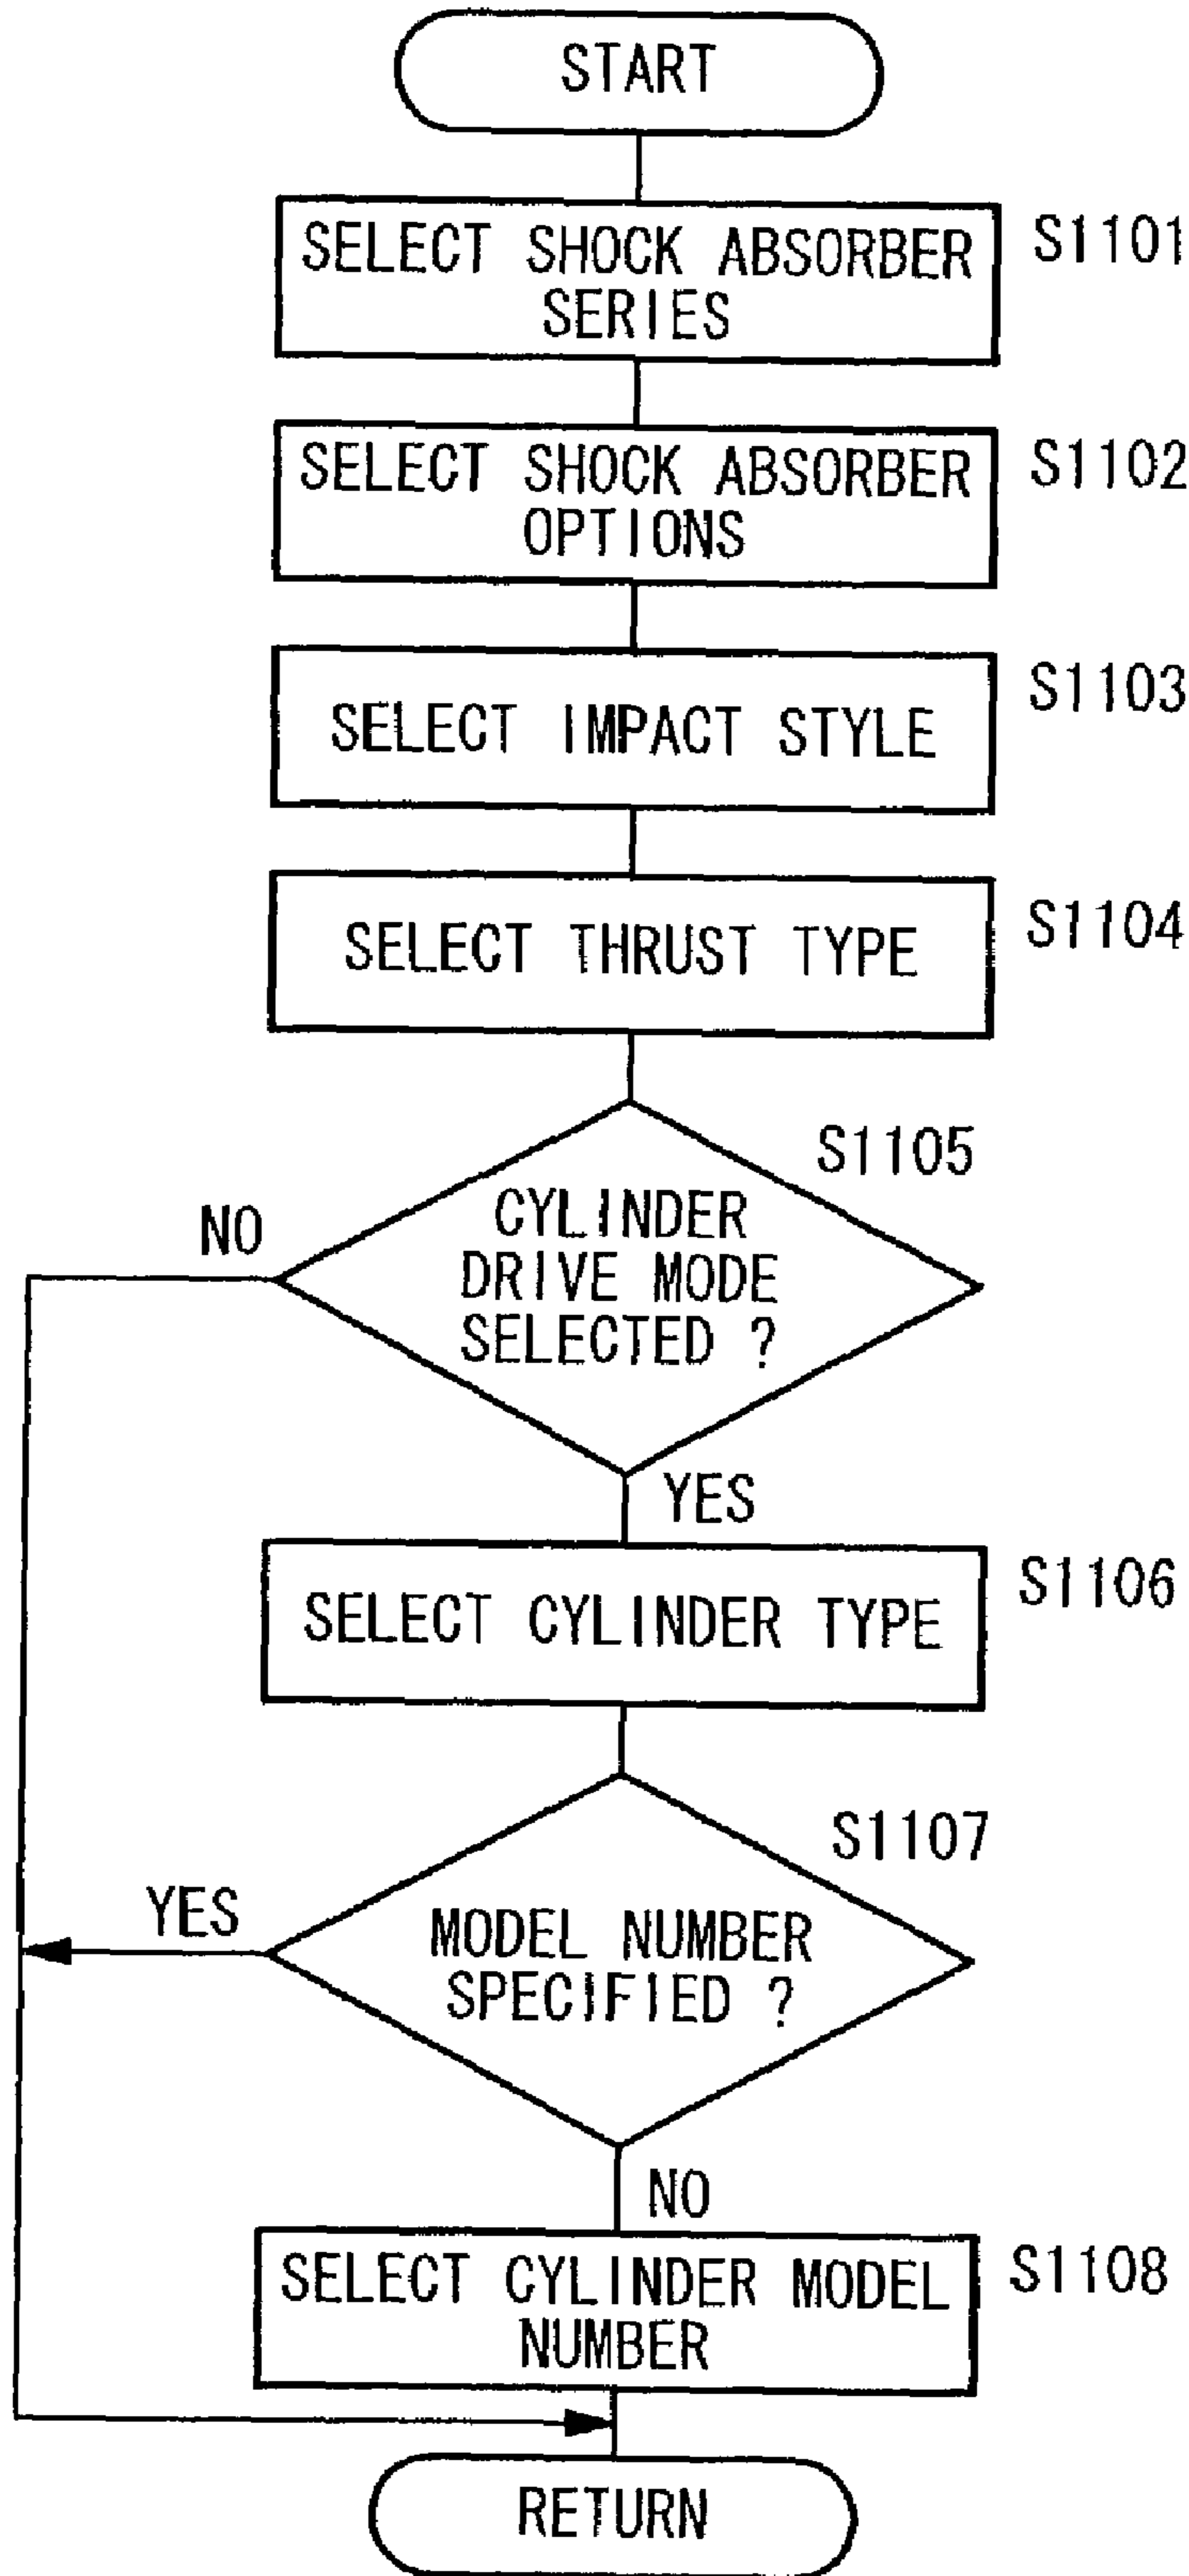 START
SELECT SHOCK ABSORBER
SERIES
S1101
SELECT SHOCK ABSORBER
OPTIONS
S1102
SELECT IMPACT STYLE
S1103
SELECT THRUST TYPE
S1104
S1105
CYLINDER
DRIVE MODE
SELECTED ?
NO
YES
SELECT CYLINDER TYPE
S1106
S1107
YES
MODEL NUMBER
SPECIFIED ?
NO
SELECT CYLINDER MODEL
NUMBER
S1108
RETURN